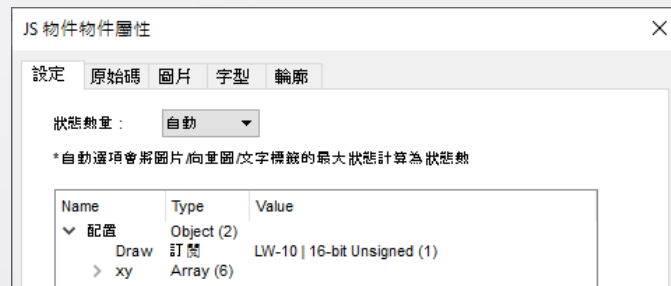 JS 物件物件屬性
設定 原始碼 圖片 字型 輪廓
狀態數量： 自動
*自動選項會將圖片/向量圖/文字標籤的最大狀態計算為狀態數
Name Type Value
配置 Object (2)
Draw 訂閱 LW-10 | 16-bit Unsigned (1)
xy Array (6)